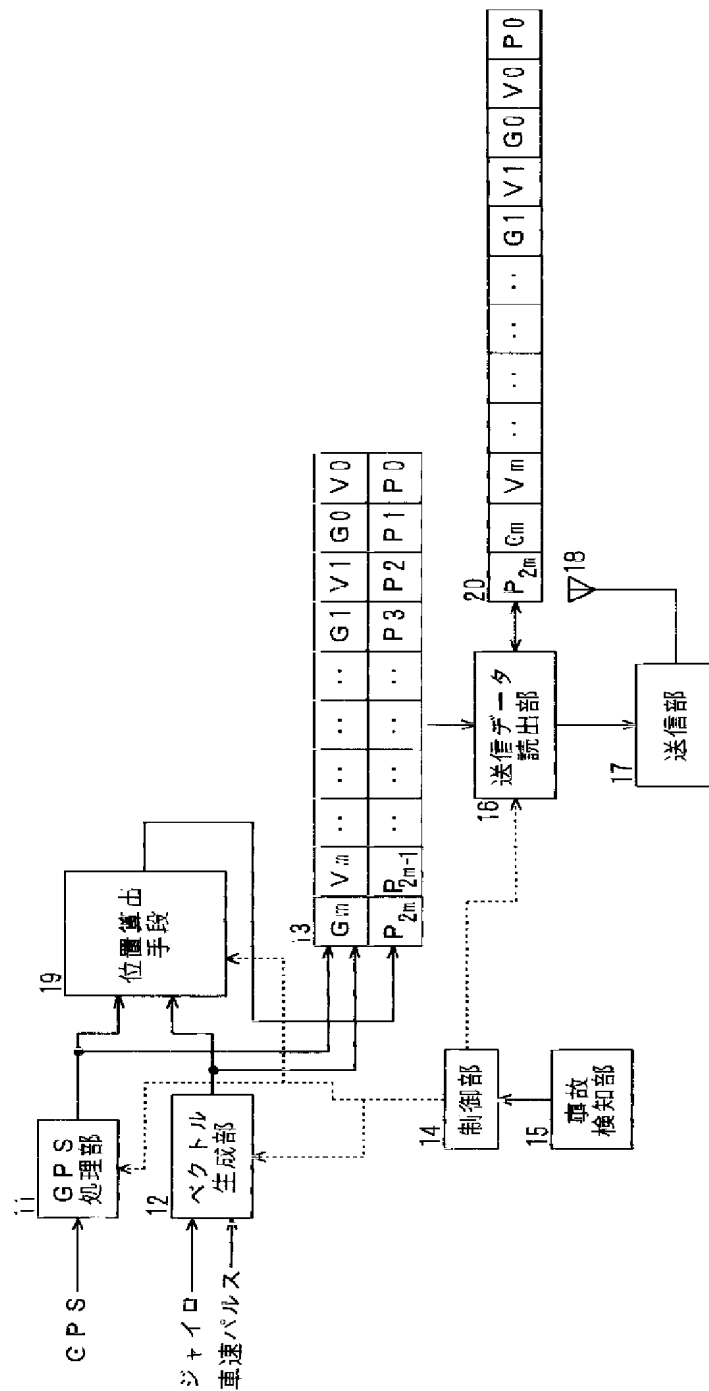 GPS
ジャイロ
車速パルス
11
GPS
処理部
12
ベクトル
生成部
19
位置算出
手段
14
制御部
15
事故
検知部
13
Gm Vm ‥ ‥ ‥ ‥ G1 V1 G0 V0
P2m P2m-1 ‥ ‥ ‥ ‥ P3 P2 P1 P0
16
送信データ
読出部
17
送信部
18
20
P2m Gm Vm ‥ ‥ ‥ ‥ G1 V1 G0 V0 P0